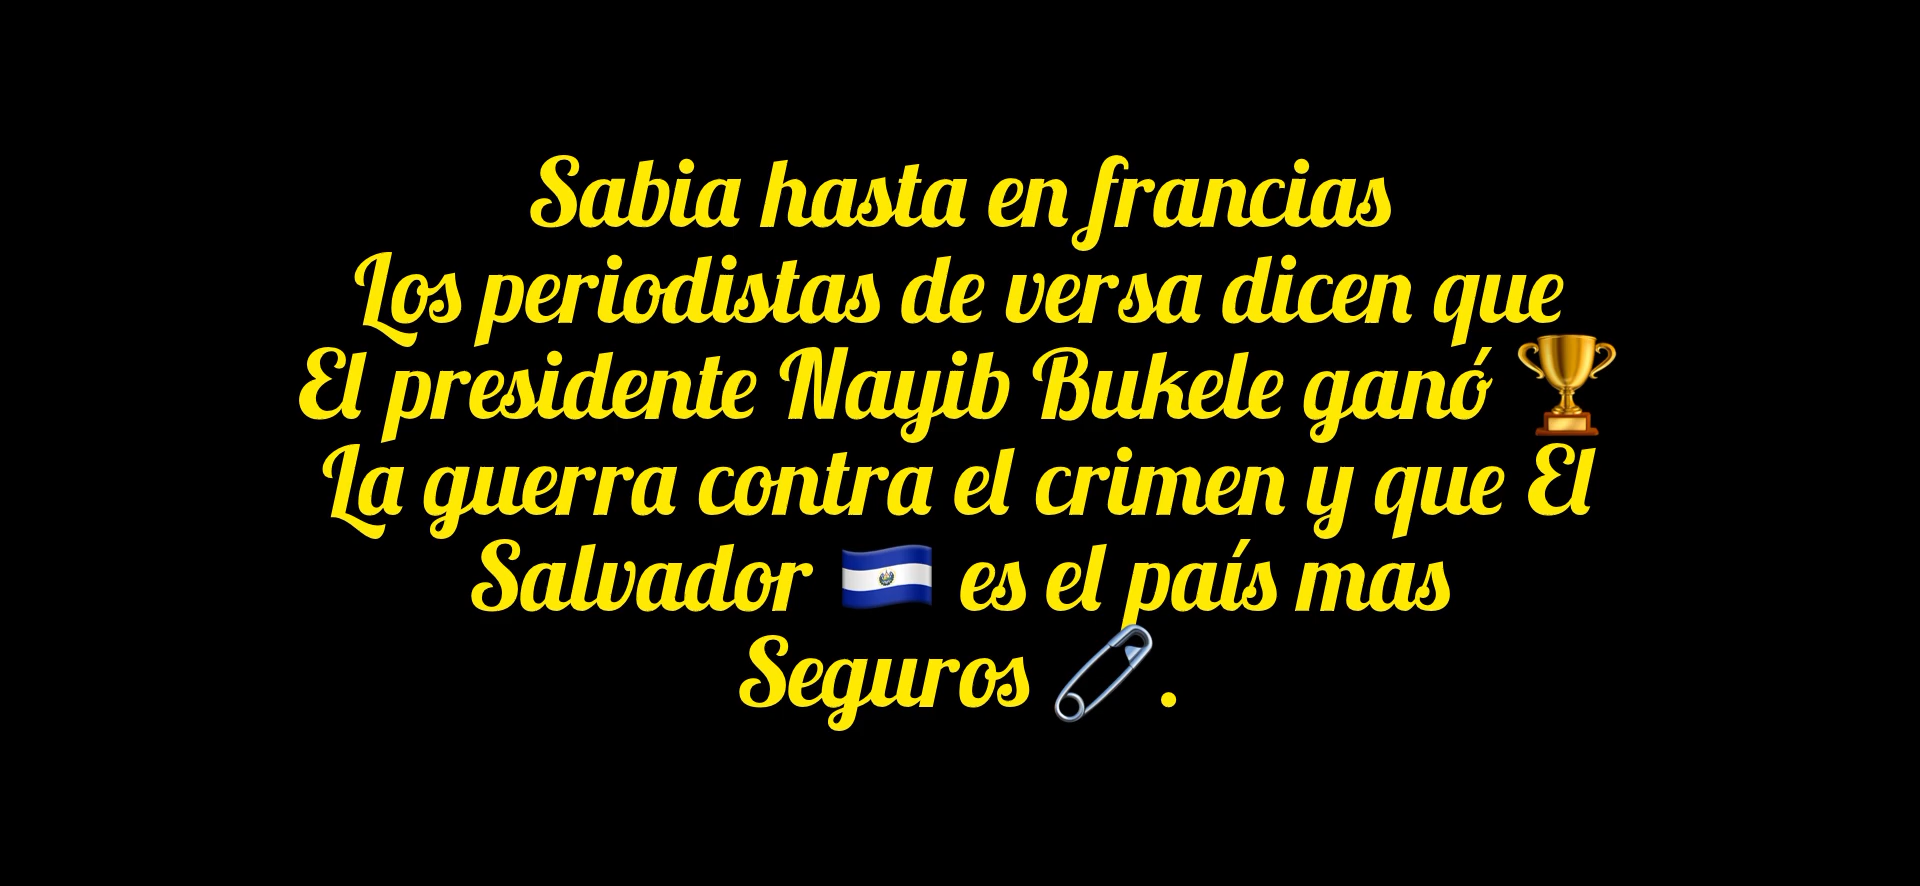 Sabia hasta en francias
Los periodistas de versa dicen que
El presidente Nayib Bukele ganó 🏆
La guerra contra el crimen y que El
Salvador 🇸🇻 es el país mas
Seguros 🧷.